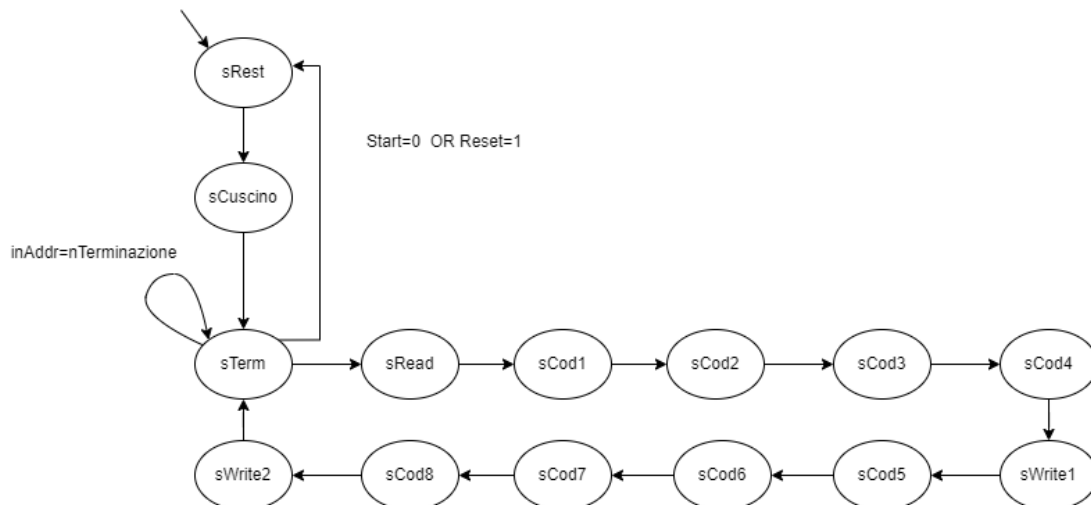 sRest
Start=0 OR Reset=1
sCuscino
inAddr=nTerminazione
sTerm
sRead
sCod1
sCod2
sCod3
sCod4
sWrite2
sCod8
sCod7
sCod6
sCod5
sWrite1